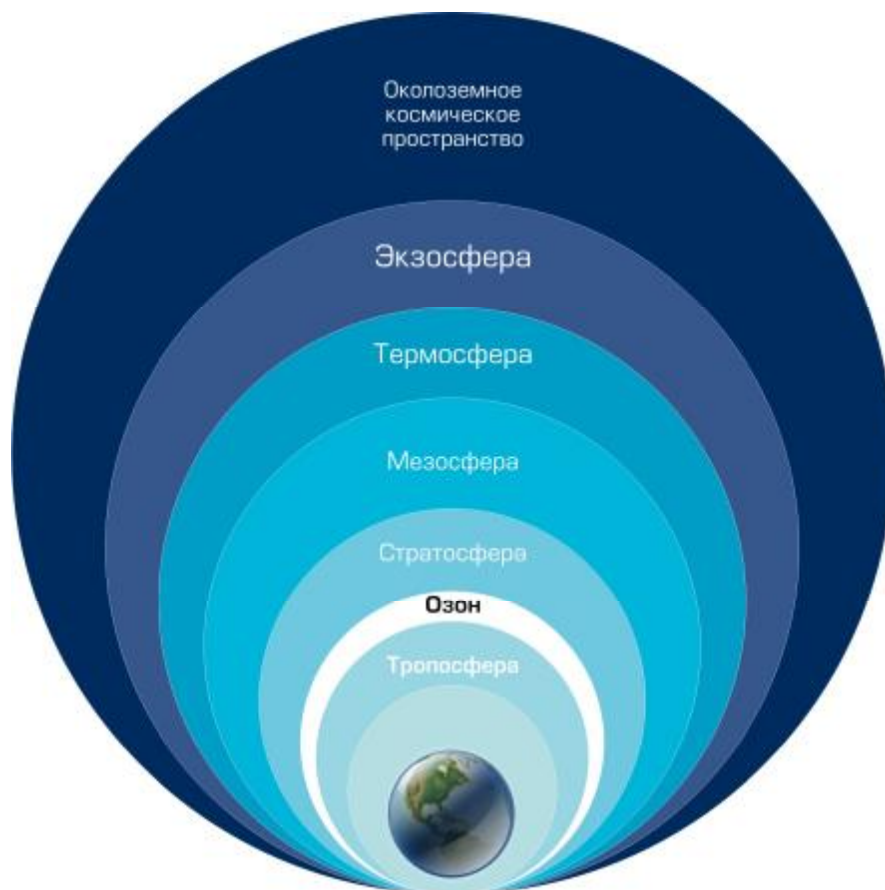 Околоземное
космическое
пространство
Экзосфера
Термосфера
Мезосфера
Стратосфера
Озон
Тропосфера